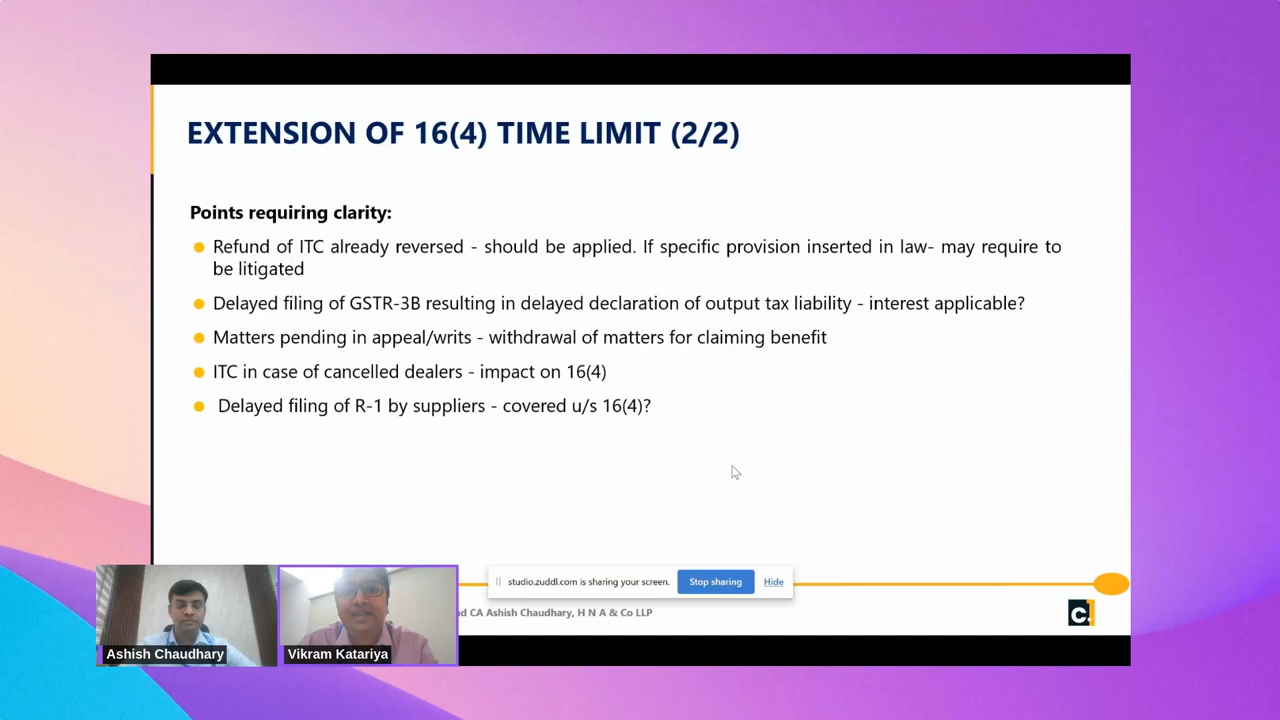 EXTENSION OF 16(4) TIME LIMIT (2/2)
Points requiring clarity:
Refund of ITC already reversed - should be applied. If specific provision inserted in law- may require to
be litigated
Delayed filing of GSTR-3B resulting in delayed declaration of output tax liability - interest applicable?
Matters pending in appeal/writs - withdrawal of matters for claiming benefit
ITC in case of cancelled dealers - impact on 16(4)
Delayed filing of R-1 by suppliers - covered u/s 16(4)?
studio.zuddl.com is sharing your screen. Stop sharing Hide
CA Ashish Chaudhary, H N A & Co LLP
c.
Ashish Chaudhary
Vikram Katariya